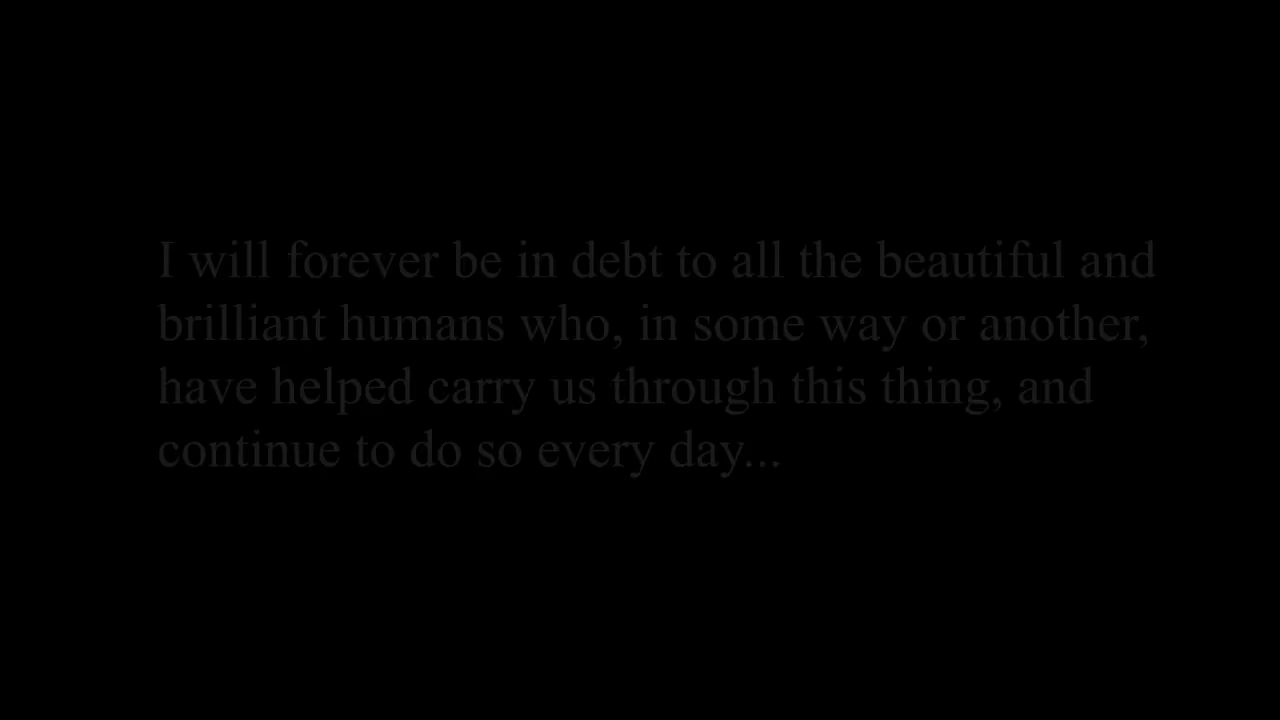 I will forever be in debt to all the beautiful and
brilliant humans who, in some way or another,
have helped carry us through this thing, and
continue to do so every day...